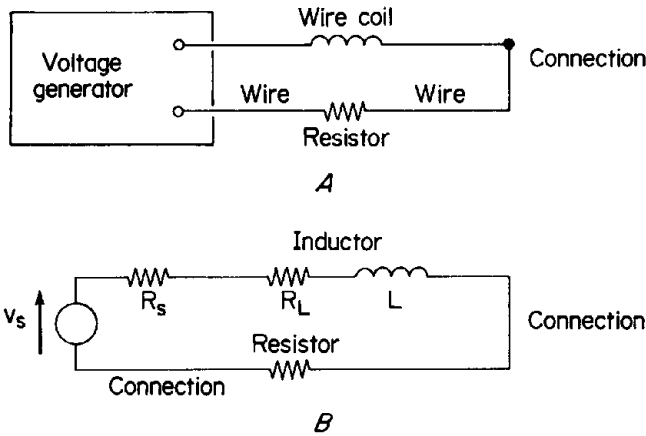 Wire coil
Voltage
generator
Connection
Wire
Wire
Resistor
A
Inductor
Rs
RL
L
vs
Connection
Resistor
Connection
B